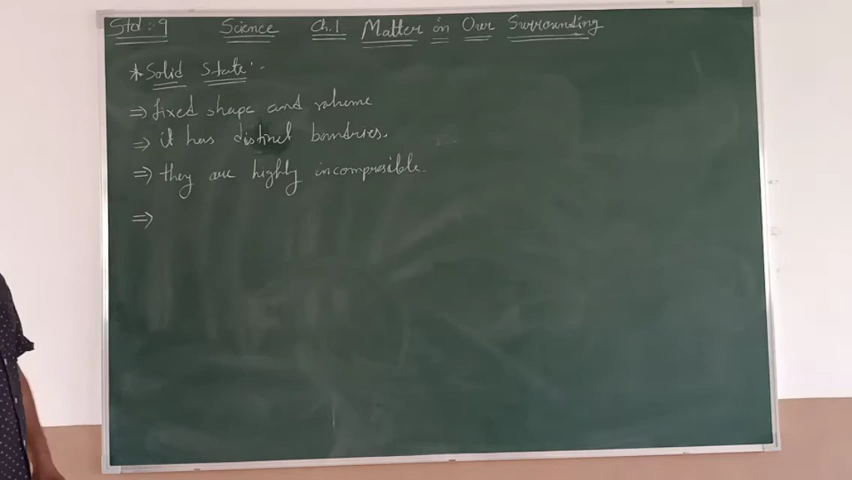 Std : 9 Science Ch.1 Matter in Our Surrounding
* Solid State :-
⇒ fixed shape and volume
⇒ it has distinct boundries.
⇒ they are highly incompresible.
⇒